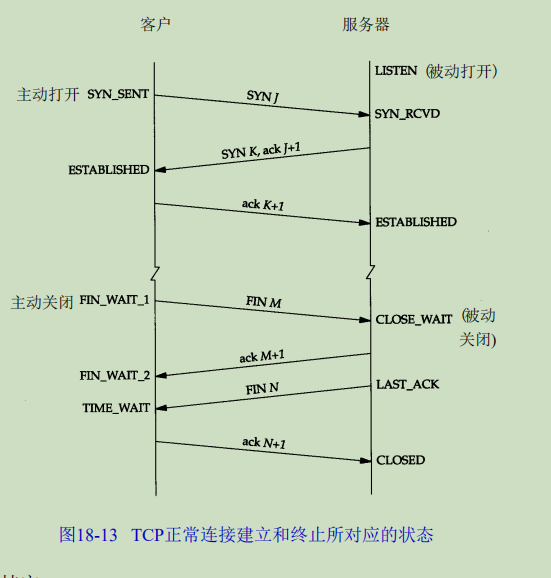 客户 服务器
LISTEN (被动打开)
主动打开 SYN_SENT
SYN J
SYN_RCVD
SYN K, ack J+1
ESTABLISHED
ack K+1
ESTABLISHED
主动关闭 FIN_WAIT_1
FIN M
CLOSE_WAIT (被动
关闭)
ack M+1
FIN_WAIT_2
FIN N
LAST_ACK
TIME_WAIT
ack N+1
CLOSED
图18-13 TCP正常连接建立和终止所对应的状态